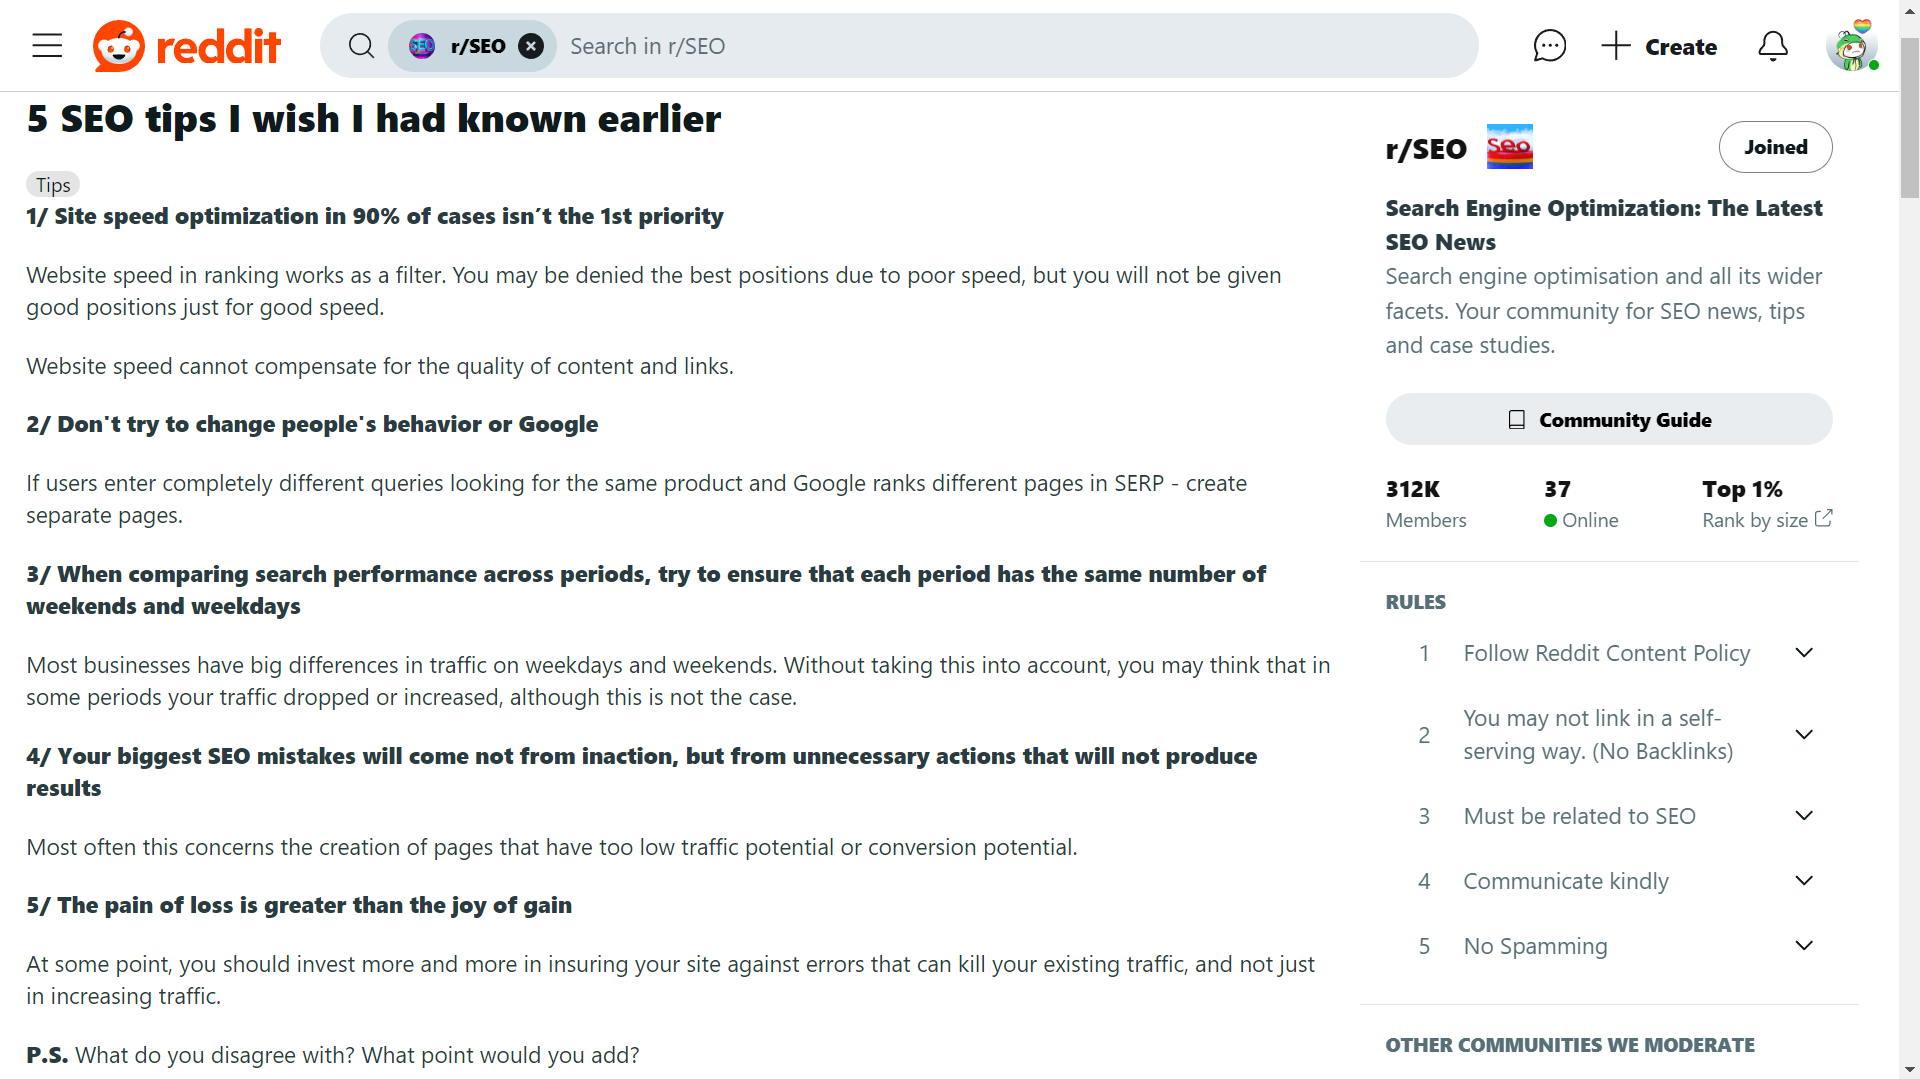 reddit
SEO r/SEO Search in r/SEO
Create
5 SEO tips I wish I had known earlier
Tips
1/ Site speed optimization in 90% of cases isn´t the 1st priority
Website speed in ranking works as a filter. You may be denied the best positions due to poor speed, but you will not be given
good positions just for good speed.
Website speed cannot compensate for the quality of content and links.
2/ Don't try to change people's behavior or Google
If users enter completely different queries looking for the same product and Google ranks different pages in SERP - create
separate pages.
3/ When comparing search performance across periods, try to ensure that each period has the same number of
weekends and weekdays
Most businesses have big differences in traffic on weekdays and weekends. Without taking this into account, you may think that in
some periods your traffic dropped or increased, although this is not the case.
4/ Your biggest SEO mistakes will come not from inaction, but from unnecessary actions that will not produce
results
Most often this concerns the creation of pages that have too low traffic potential or conversion potential.
5/ The pain of loss is greater than the joy of gain
At some point, you should invest more and more in insuring your site against errors that can kill your existing traffic, and not just
in increasing traffic.
P.S. What do you disagree with? What point would you add?
r/SEO Seo
Joined
Search Engine Optimization: The Latest
SEO News
Search engine optimisation and all its wider
facets. Your community for SEO news, tips
and case studies.
Community Guide
312K 37 Top 1%
Members Online Rank by size
RULES
1 Follow Reddit Content Policy
2 You may not link in a self-
serving way. (No Backlinks)
3 Must be related to SEO
4 Communicate kindly
5 No Spamming
OTHER COMMUNITIES WE MODERATE